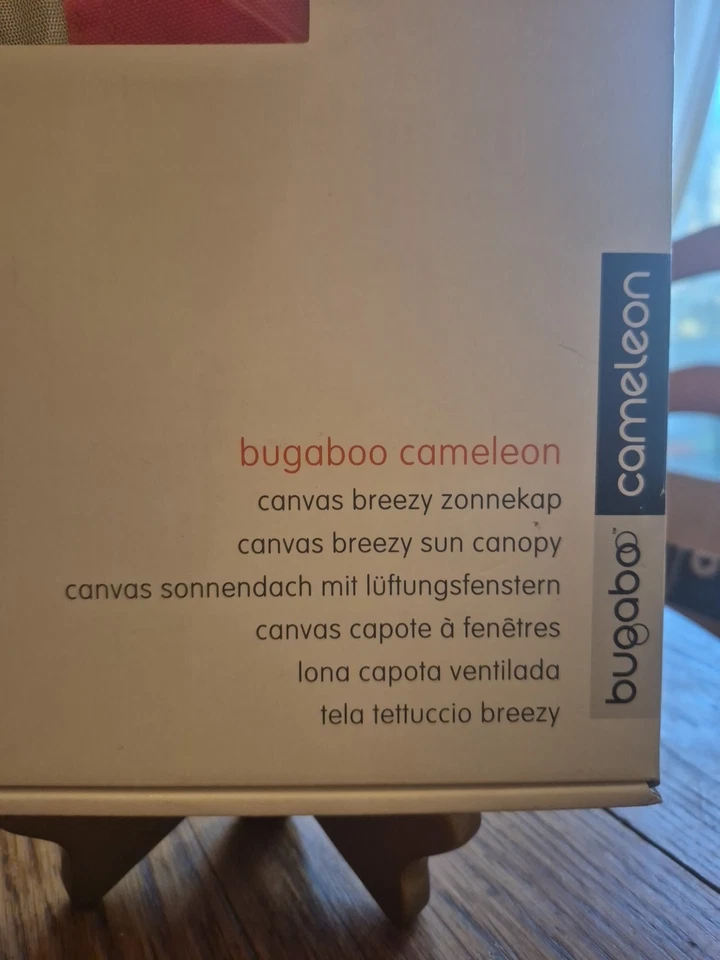 bugaboo cameleon
canvas breezy zonnekap
canvas breezy sun canopy
canvas sonnendach mit lüftungsfenstern
canvas capote à fenêtres
lona capota ventilada
tela tettuccio breezy
bugaboo™ cameleon